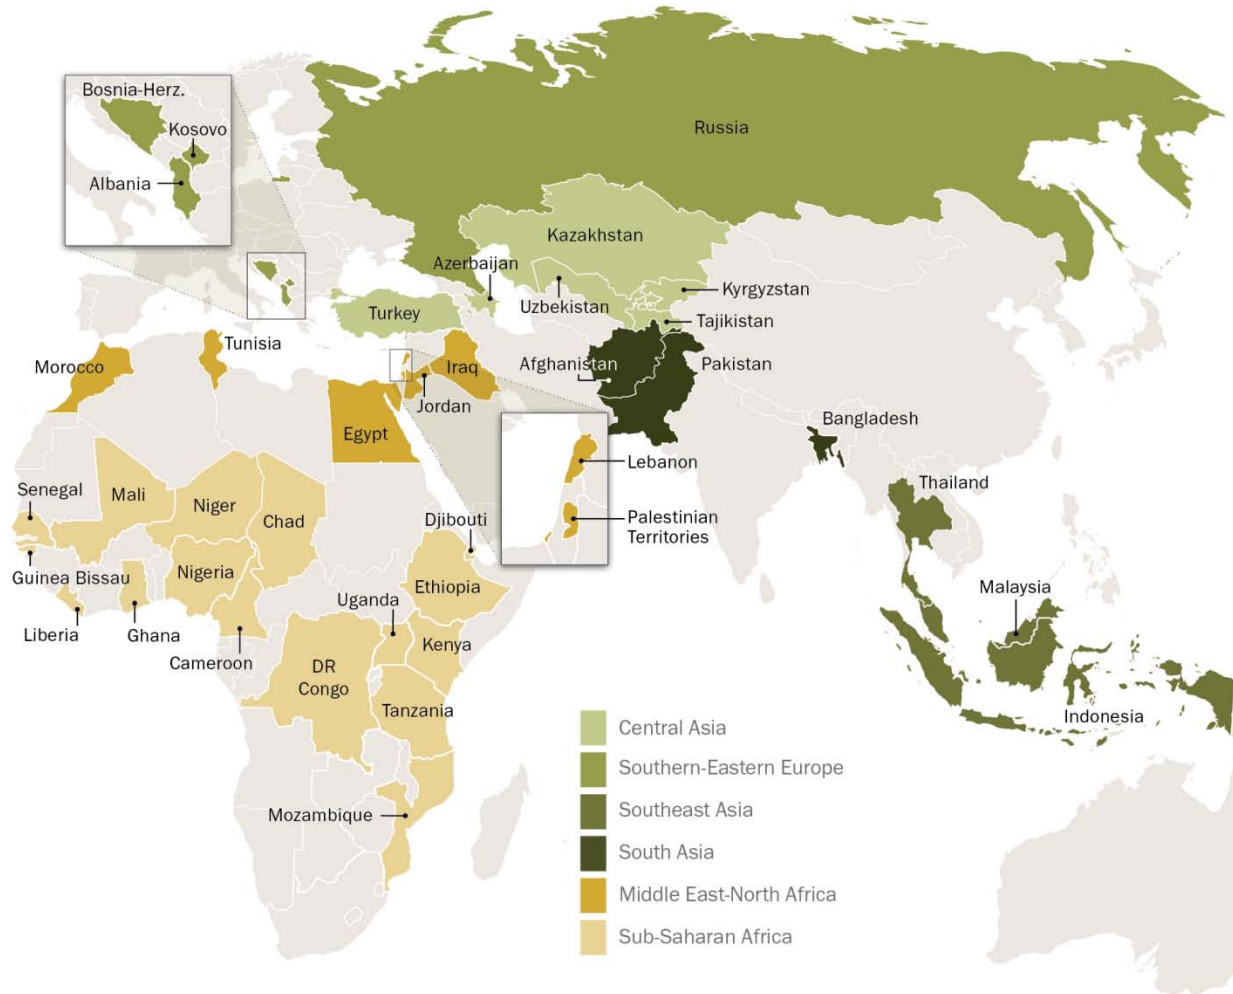 Bosnia-Herz.
Kosovo
Albania
Russia
Kazakhstan
Azerbaijan
Uzbekistan
Kyrgyzstan
Turkey
Tajikistan
Tunisia
Morocco
Iraq
Afghanistan
Pakistan
Jordan
Egypt
Bangladesh
Lebanon
Thailand
Senegal
Mali
Niger
Chad
Djibouti
Palestinian
Territories
Guinea Bissau
Nigeria
Ethiopia
Malaysia
Uganda
Liberia
Ghana
Kenya
Cameroon
DR
Congo
Tanzania
Indonesia
Mozambique
Central Asia
Southern-Eastern Europe
Southeast Asia
South Asia
Middle East-North Africa
Sub-Saharan Africa